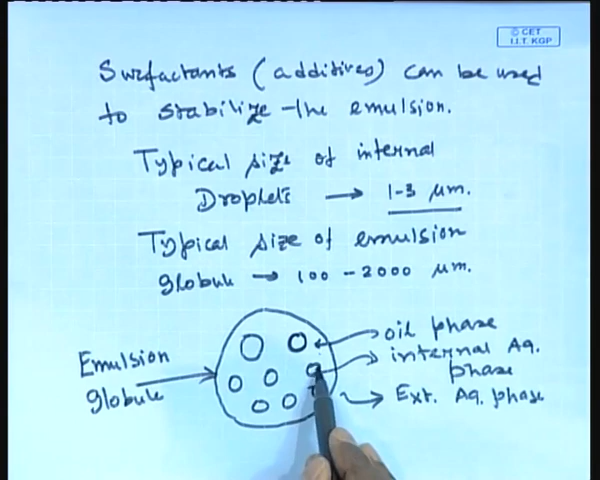 © CET
I.I.T. KGP
Surfactants (additives) can be used
to stabilize the emulsion.
Typical size of internal
Droplets → 1-3 µm.
Typical size of emulsion
globule → 100 - 2000 µm.
Emulsion
globule
oil phase
internal Aq.
phase
Ext. Aq. phase